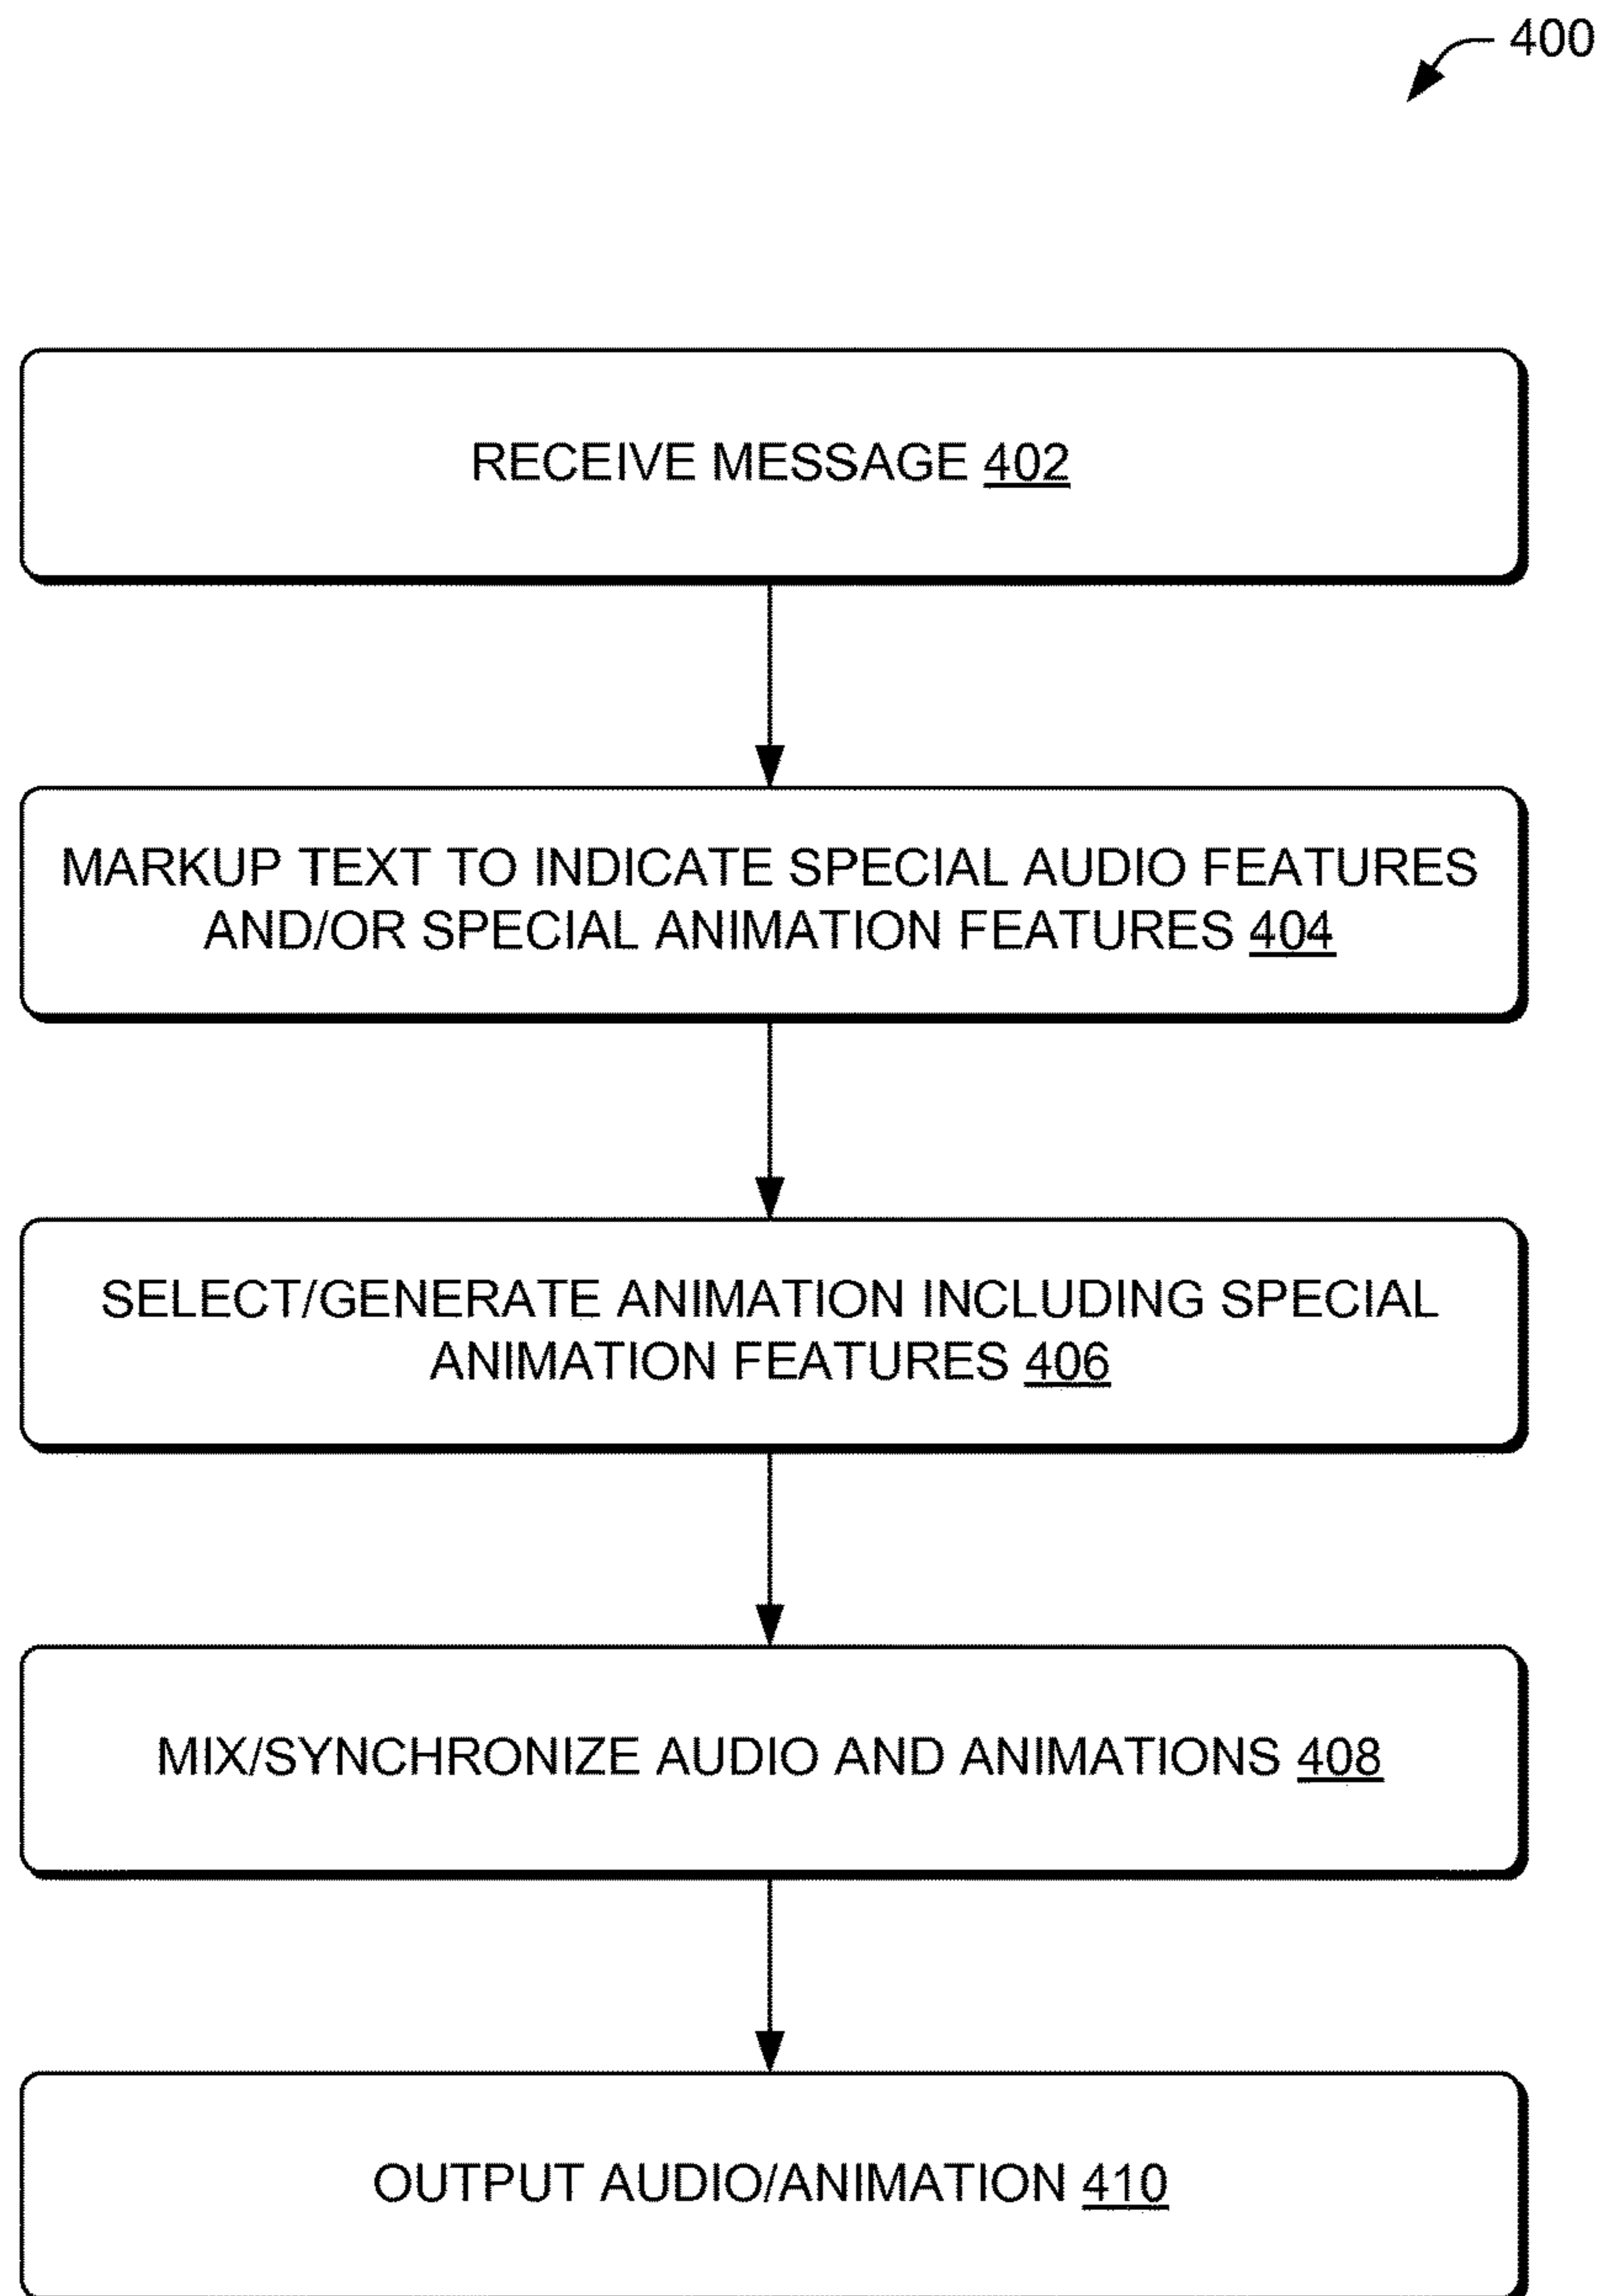 400
RECEIVE MESSAGE 402
MARKUP TEXT TO INDICATE SPECIAL AUDIO FEATURES
AND/OR SPECIAL ANIMATION FEATURES 404
SELECT/GENERATE ANIMATION INCLUDING SPECIAL
ANIMATION FEATURES 406
MIX/SYNCHRONIZE AUDIO AND ANIMATIONS 408
OUTPUT AUDIO/ANIMATION 410